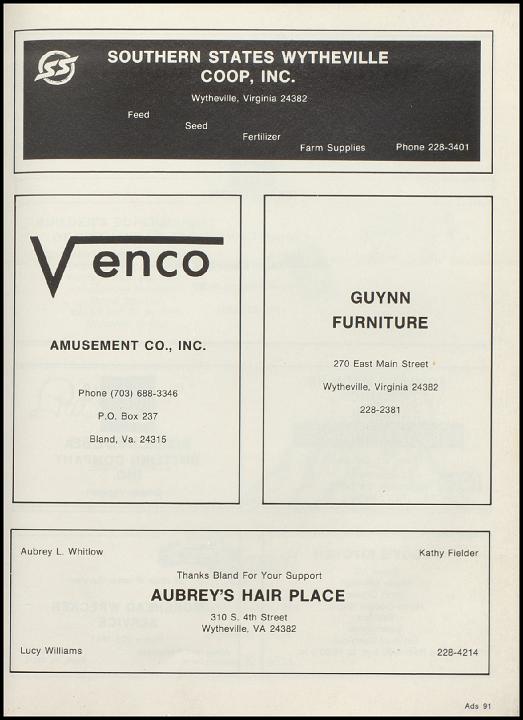 SS
SOUTHERN STATES WYTHEVILLE
COOP, INC.
Wytheville, Virginia 24382
Feed
Seed
Fertilizer
Farm Supplies Phone 228-3401
Venco
AMUSEMENT CO., INC.
Phone (703) 688-3346
P.O. Box 237
Bland, Va. 24315
GUYNN
FURNITURE
270 East Main Street
Wytheville, Virginia 24382
228-2381
Aubrey L. Whitlow Kathy Fielder
Thanks Bland For Your Support
AUBREY'S HAIR PLACE
310 S. 4th Street
Wytheville, VA 24382
Lucy Williams 228-4214
Ads 91